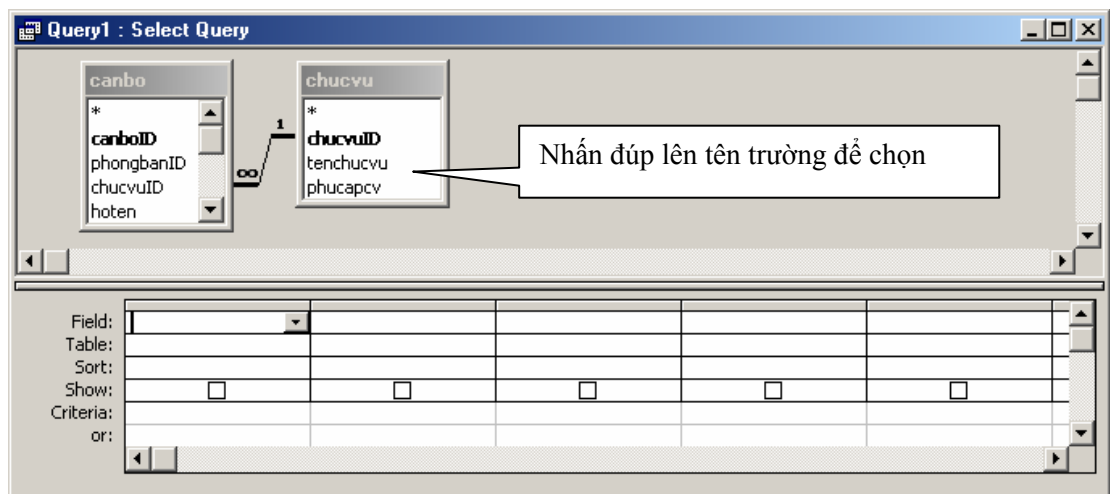 Query1 : Select Query
canbo
*
canboID
phongbanID
chucvuID
hoten
∞
1
chucvu
*
chucvuID
tenchucvu
phucapcv
Nhấn đúp lên tên trường để chọn
Field:
Table:
Sort:
Show:
Criteria:
or: